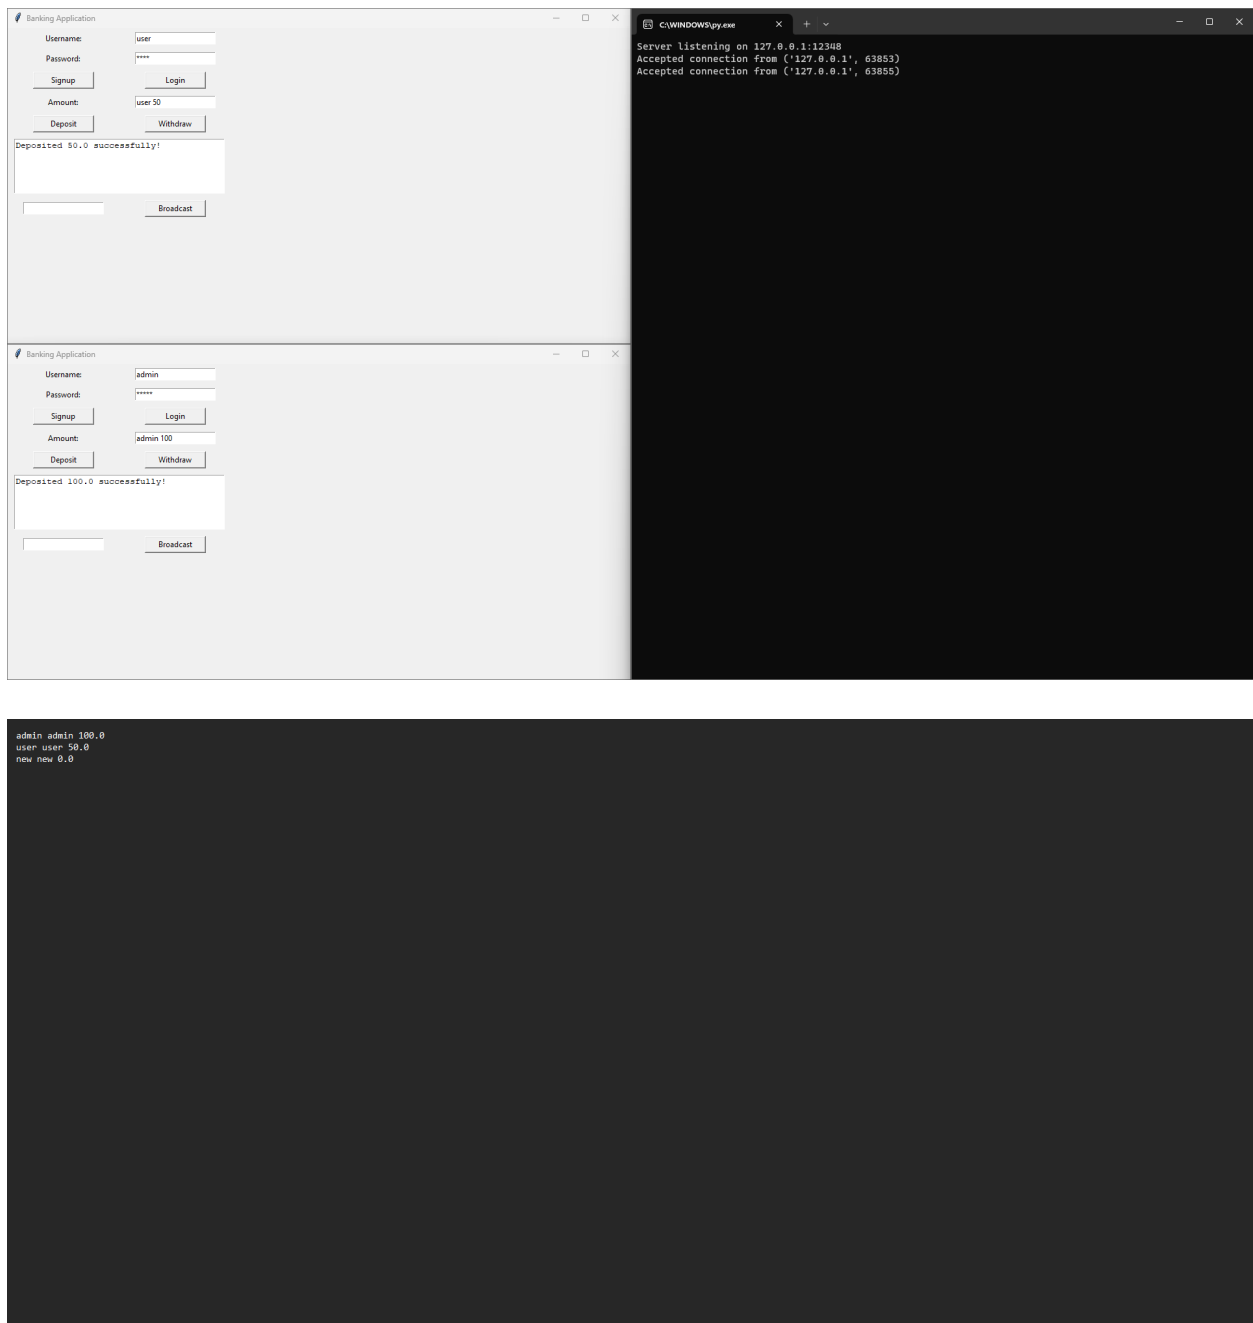 Banking Application
Username: user
Password: ****
Signup Login
Amount: user 50
Deposit Withdraw
Deposited 50.0 successfully!
Broadcast
Banking Application
Username: admin
Password: *****
Signup Login
Amount: admin 100
Deposit Withdraw
Deposited 100.0 successfully!
Broadcast
C:\WINDOWS\py.exe
Server listening on 127.0.0.1:12348
Accepted connection from ('127.0.0.1', 63853)
Accepted connection from ('127.0.0.1', 63855)
admin admin 100.0
user user 50.0
new new 0.0